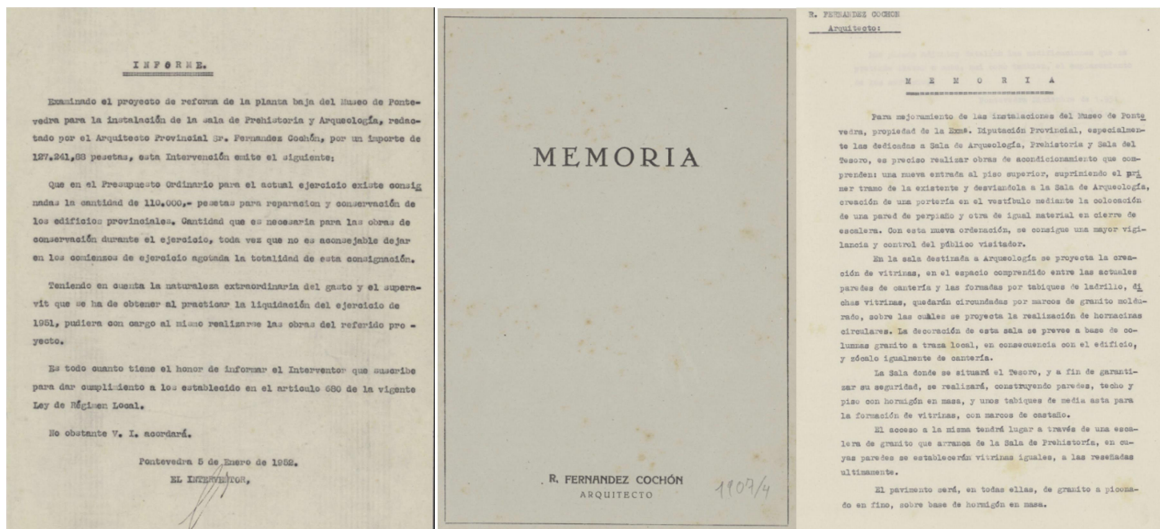 INFORME.
Examinado el proyecto de reforma de la planta baja del Museo de Ponte-
vedra para la instalación de la sala de Prehistoria y Arqueología, redac-
tado por el Arquitecto Provincial Sr. Fernandez Cochón, por un importe de
127.241,88 pesetas, esta Intervención emite el siguiente:
Que en el Presupuesto Ordinario para el actual ejercicio existe consig
nadas la cantidad de 110.000,- pesetas para reparacion y conservación de
los edificios provinciales. Cantidad que es necesaria para las obras de
conservación durante el ejercicio, toda vez que no es aconsejable dejar
en los comienzos de ejercicio agotada la totalidad de esta consignación.
Teniendo en cuenta la naturaleza extraordinaria del gasto y el supera-
vit que se ha de obtener al practicar la liquidación del ejercicio de
1951, pudiera con cargo al mismo realizarse las obras del referido pro-
yecto.
Es todo cuanto tiene el honor de informar el Interventor que suscribe
para dar cumplimiento a los establecido en el artículo 680 de la vigente
Ley de Régimen Local.
No obstante V. I. acordará.
Pontevedra 5 de Enero de 1952.
EL INTERVENTOR,
MEMORIA
R. FERNANDEZ COCHÓN
ARQUITECTO
1907/4
R. FERNANDEZ COCHON
Arquitecto:
M E M O R I A
Para mejoramiento de las instalaciones del Museo de Ponte
vedra, propiedad de la Exma. Diputación Provincial, especialmen-
te las dedicadas a Sala de Arqueología, Prehistoria y Sala del
Tesoro, es preciso realizar obras de acondicionamiento que com-
prenden: una nueva entrada al piso superior, suprimiendo el pri
mer tramo de la existente y desviandola a la Sala de Arqueología,
creación de una portería en el vestíbulo mediante la colocación
de una pared de perpiaño y otra de igual material en cierre de
escalera. Con esta nueva ordenación, se consigue una mayor vigi-
lancia y control del público visitador.
En la sala destinada a Arqueología se proyecta la crea-
ción de vitrinas, en el espacio comprendido entre las actuales
paredes de cantería y las formadas por tabiques de ladrillo, di
chas vitrinas, quedarán circundadas por marcos de granito moldu-
rado, sobre las cuáles se proyecta la realización de hornacinas
circulares. La decoración de esta sala se prevee a base de co-
lumnas granito a traza local, en consecuencia con el edificio,
y zócalo igualmente de cantería.
La Sala donde se situará el Tesoro, y a fin de garanti-
zar su seguridad, se realizará, construyendo paredes, techo y
piso con hormigón en masa, y unos tabiques de media asta para
la formación de vitrinas, con marcos de castaño.
El acceso a la misma tendrá lugar a través de una esca-
lera de granito que arranca de la Sala de Prehistoría, en cu-
yas paredes se establecerán vitrinas iguales, a las reseñadas
ultimamente.
El pavimento será, en todas ellas, de granito a picona-
do en fino, sobre base de hormigón en masa.